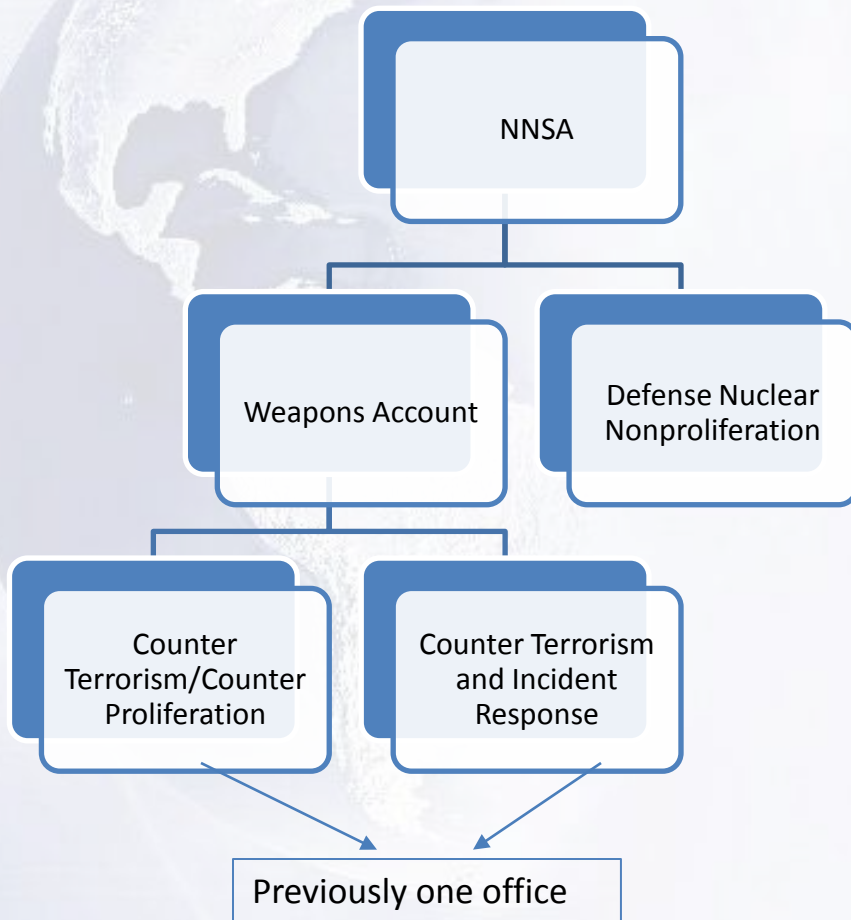 NNSA
Weapons Account
Defense Nuclear
Nonproliferation
Counter
Terrorism/Counter
Proliferation
Counter Terrorism
and Incident
Response
Previously one office